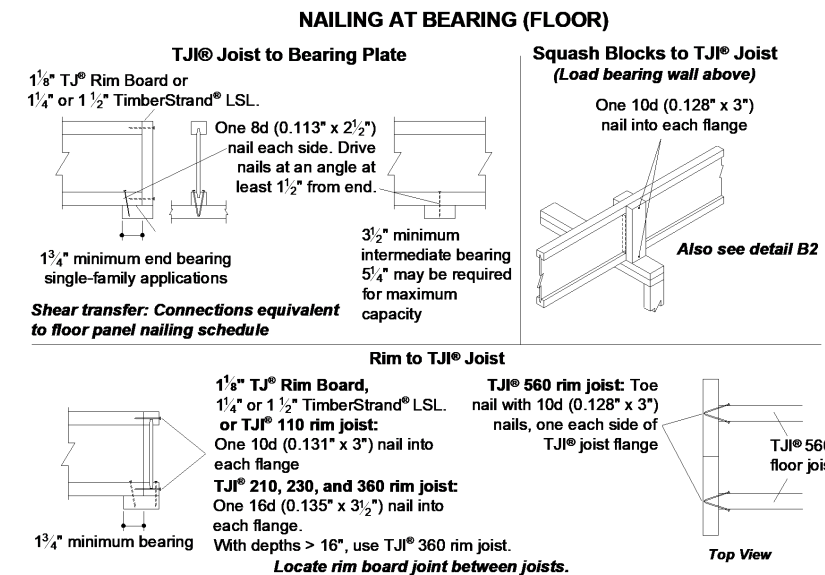 NAILING AT BEARING (FLOOR)
TJI® Joist to Bearing Plate
1⅛" TJ® Rim Board or
1¼" or 1 ½" TimberStrand® LSL.
One 8d (0.113" x 2½")
nail each side. Drive
nails at an angle at
least 1½" from end.
1¾" minimum end bearing
single-family applications
3½" minimum
intermediate bearing
5¼" may be required
for maximum
capacity
Shear transfer: Connections equivalent
to floor panel nailing schedule
Squash Blocks to TJI® Joist
(Load bearing wall above)
One 10d (0.128" x 3")
nail into each flange
Also see detail B2
Rim to TJI® Joist
1⅛" TJ® Rim Board,
1¼" or 1 ½" TimberStrand® LSL.
or TJI® 110 rim joist:
One 10d (0.131" x 3") nail into
each flange
TJI® 210, 230, and 360 rim joist:
One 16d (0.135" x 3½") nail into
each flange.
With depths > 16", use TJI® 360 rim joist.
Locate rim board joint between joists.
1¾" minimum bearing
TJI® 560 rim joist: Toe
nail with 10d (0.128" x 3")
nails, one each side of
TJI® joist flange
TJI® 56
floor jois
Top View